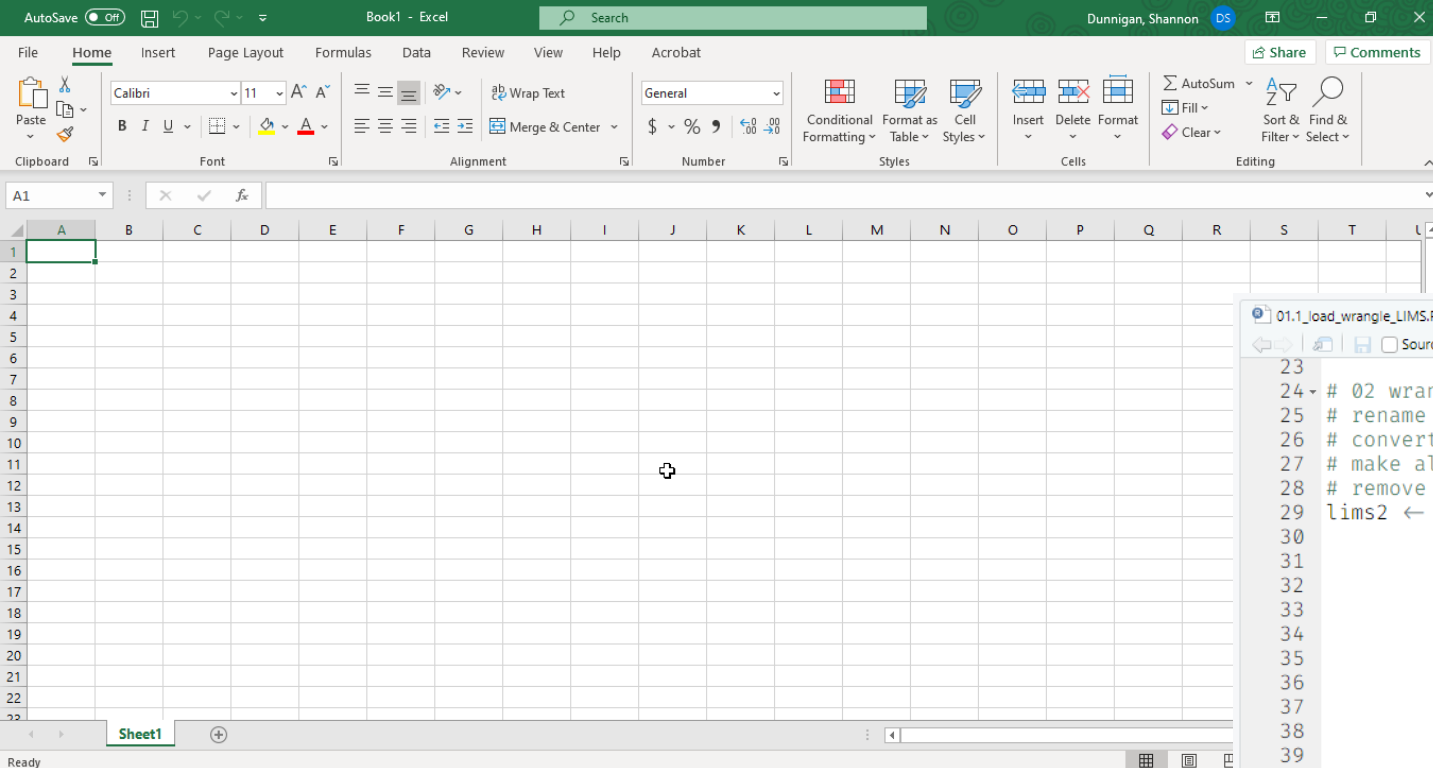 AutoSave Off Book1 - Excel Search Dunnigan, Shannon DS
File Home Insert Page Layout Formulas Data Review View Help Acrobat Share Comments
Paste Calibri 11 Wrap Text General Conditional Formatting Format as Table Cell Styles Insert Delete Format AutoSum Fill Clear Sort & Filter Find & Select
B I U Merge & Center $ % 9 .00
Clipboard Font Alignment Number Styles Cells Editing
A1 fx
A B C D E F G H I J K L M N O P Q R S T
1
2
3
4
5
6
7
8
9
10
11
12
13
14
15
16
17
18
19
20
21
22
23
01.1_load_wrangle_LIMS.
Sour
23
24 # 02 wran
25 # rename
26 # convert
27 # make al
28 # remove
29 lims2 <-
30
31
32
33
34
35
36
37
38
39
Sheet1
Ready